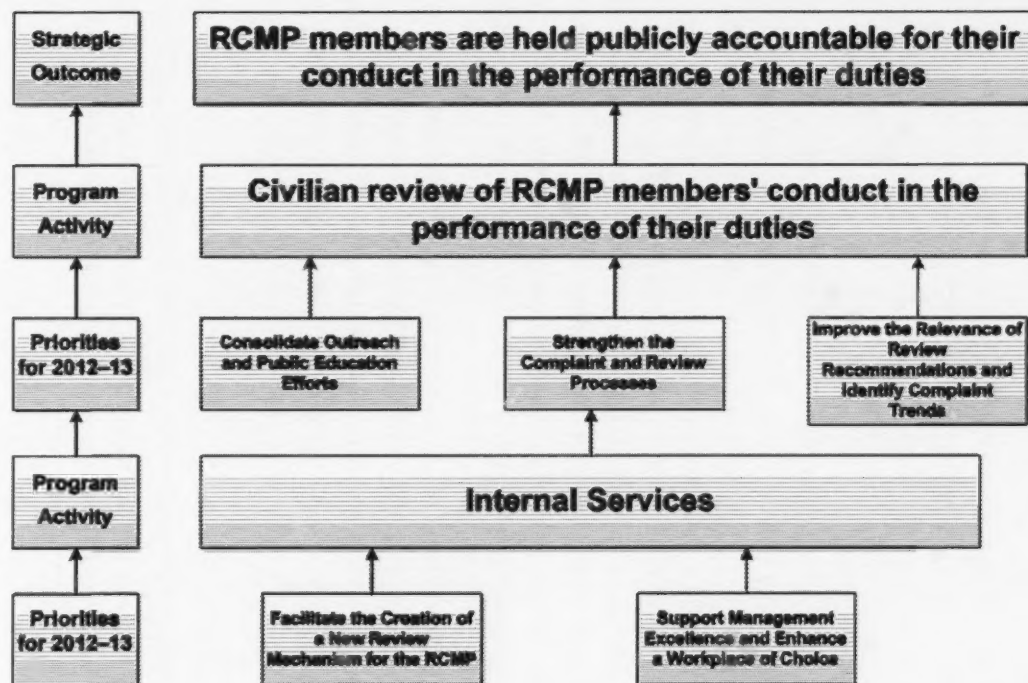 Strategic
Outcome
RCMP members are held publicly accountable for their
conduct in the performance of their duties
Program
Activity
Civilian review of RCMP members' conduct in the
performance of their duties
Priorities
for 2012–13
Consolidate Outreach
and Public Education
Efforts
Strengthen the
Complaint and Review
Processes
Improve the Relevance of
Review
Recommendations and
Identify Complaint
Trends
Program
Activity
Internal Services
Priorities
for 2012–13
Facilitate the Creation of
a New Review
Mechanism for the RCMP
Support Management
Excellence and Enhance
a Workplace of Choice